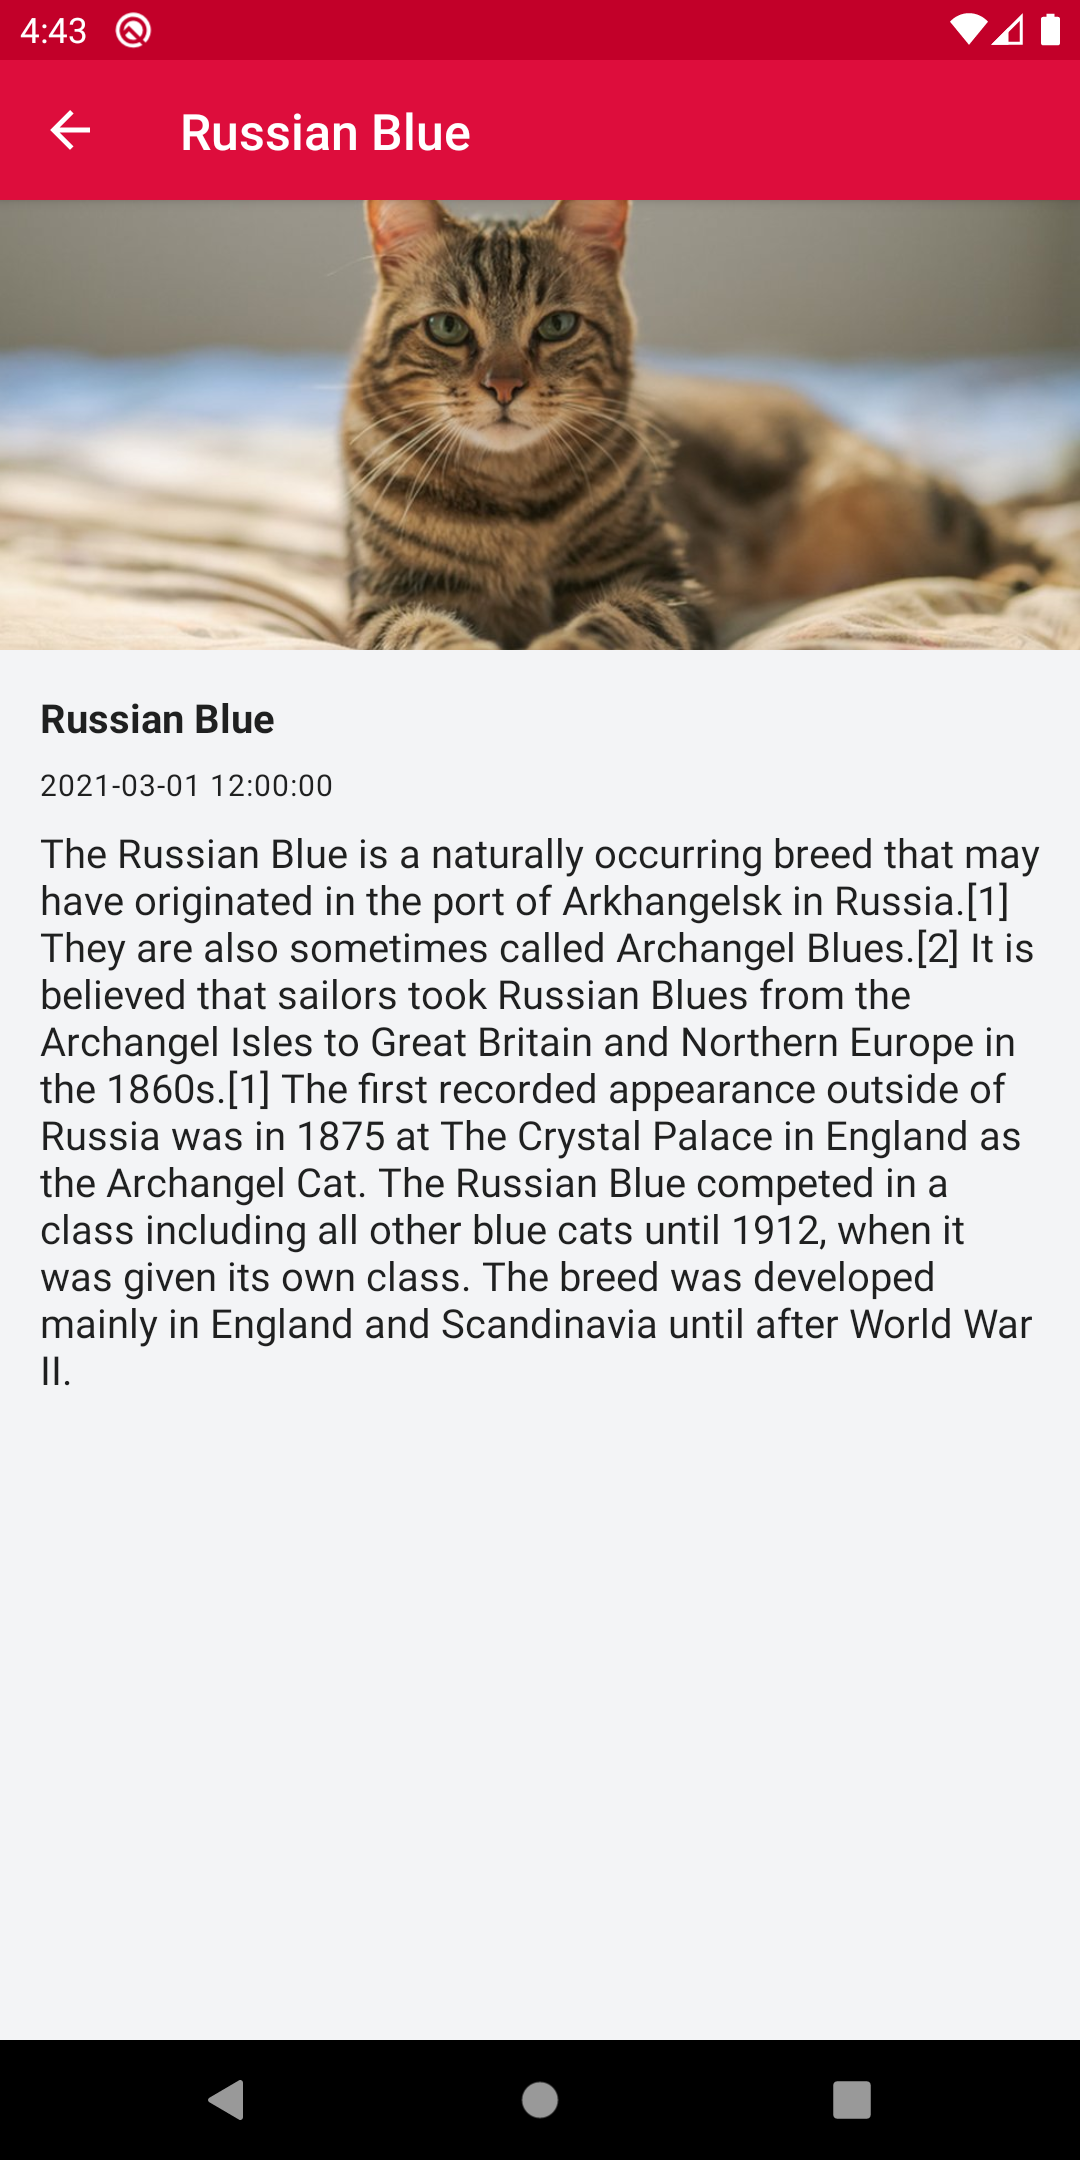 4:43
Russian Blue
Russian Blue
2021-03-01 12:00:00
The Russian Blue is a naturally occurring breed that may
have originated in the port of Arkhangelsk in Russia.[1]
They are also sometimes called Archangel Blues.[2] It is
believed that sailors took Russian Blues from the
Archangel Isles to Great Britain and Northern Europe in
the 1860s.[1] The first recorded appearance outside of
Russia was in 1875 at The Crystal Palace in England as
the Archangel Cat. The Russian Blue competed in a
class including all other blue cats until 1912, when it
was given its own class. The breed was developed
mainly in England and Scandinavia until after World War
II.